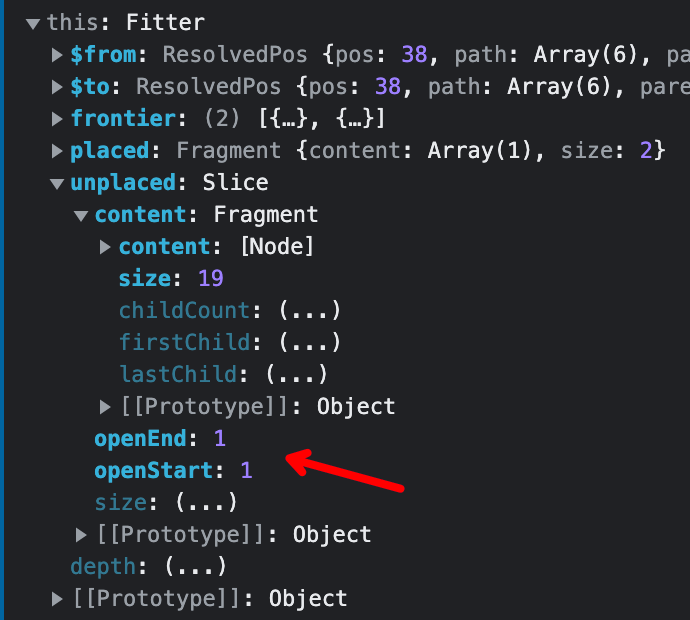 ▼this: Fitter
▶$from: ResolvedPos {pos: 38, path: Array(6), pa
▶$to: ResolvedPos {pos: 38, path: Array(6), pare
▶frontier: (2) [{…}, {…}]
▶placed: Fragment {content: Array(1), size: 2}
▼unplaced: Slice
▼content: Fragment
▶content: [Node]
size: 19
childCount: (...)
firstChild: (...)
lastChild: (...)
▶[[Prototype]]: Object
openEnd: 1
openStart: 1
size: (...)
▶[[Prototype]]: Object
depth: (...)
▶[[Prototype]]: Object